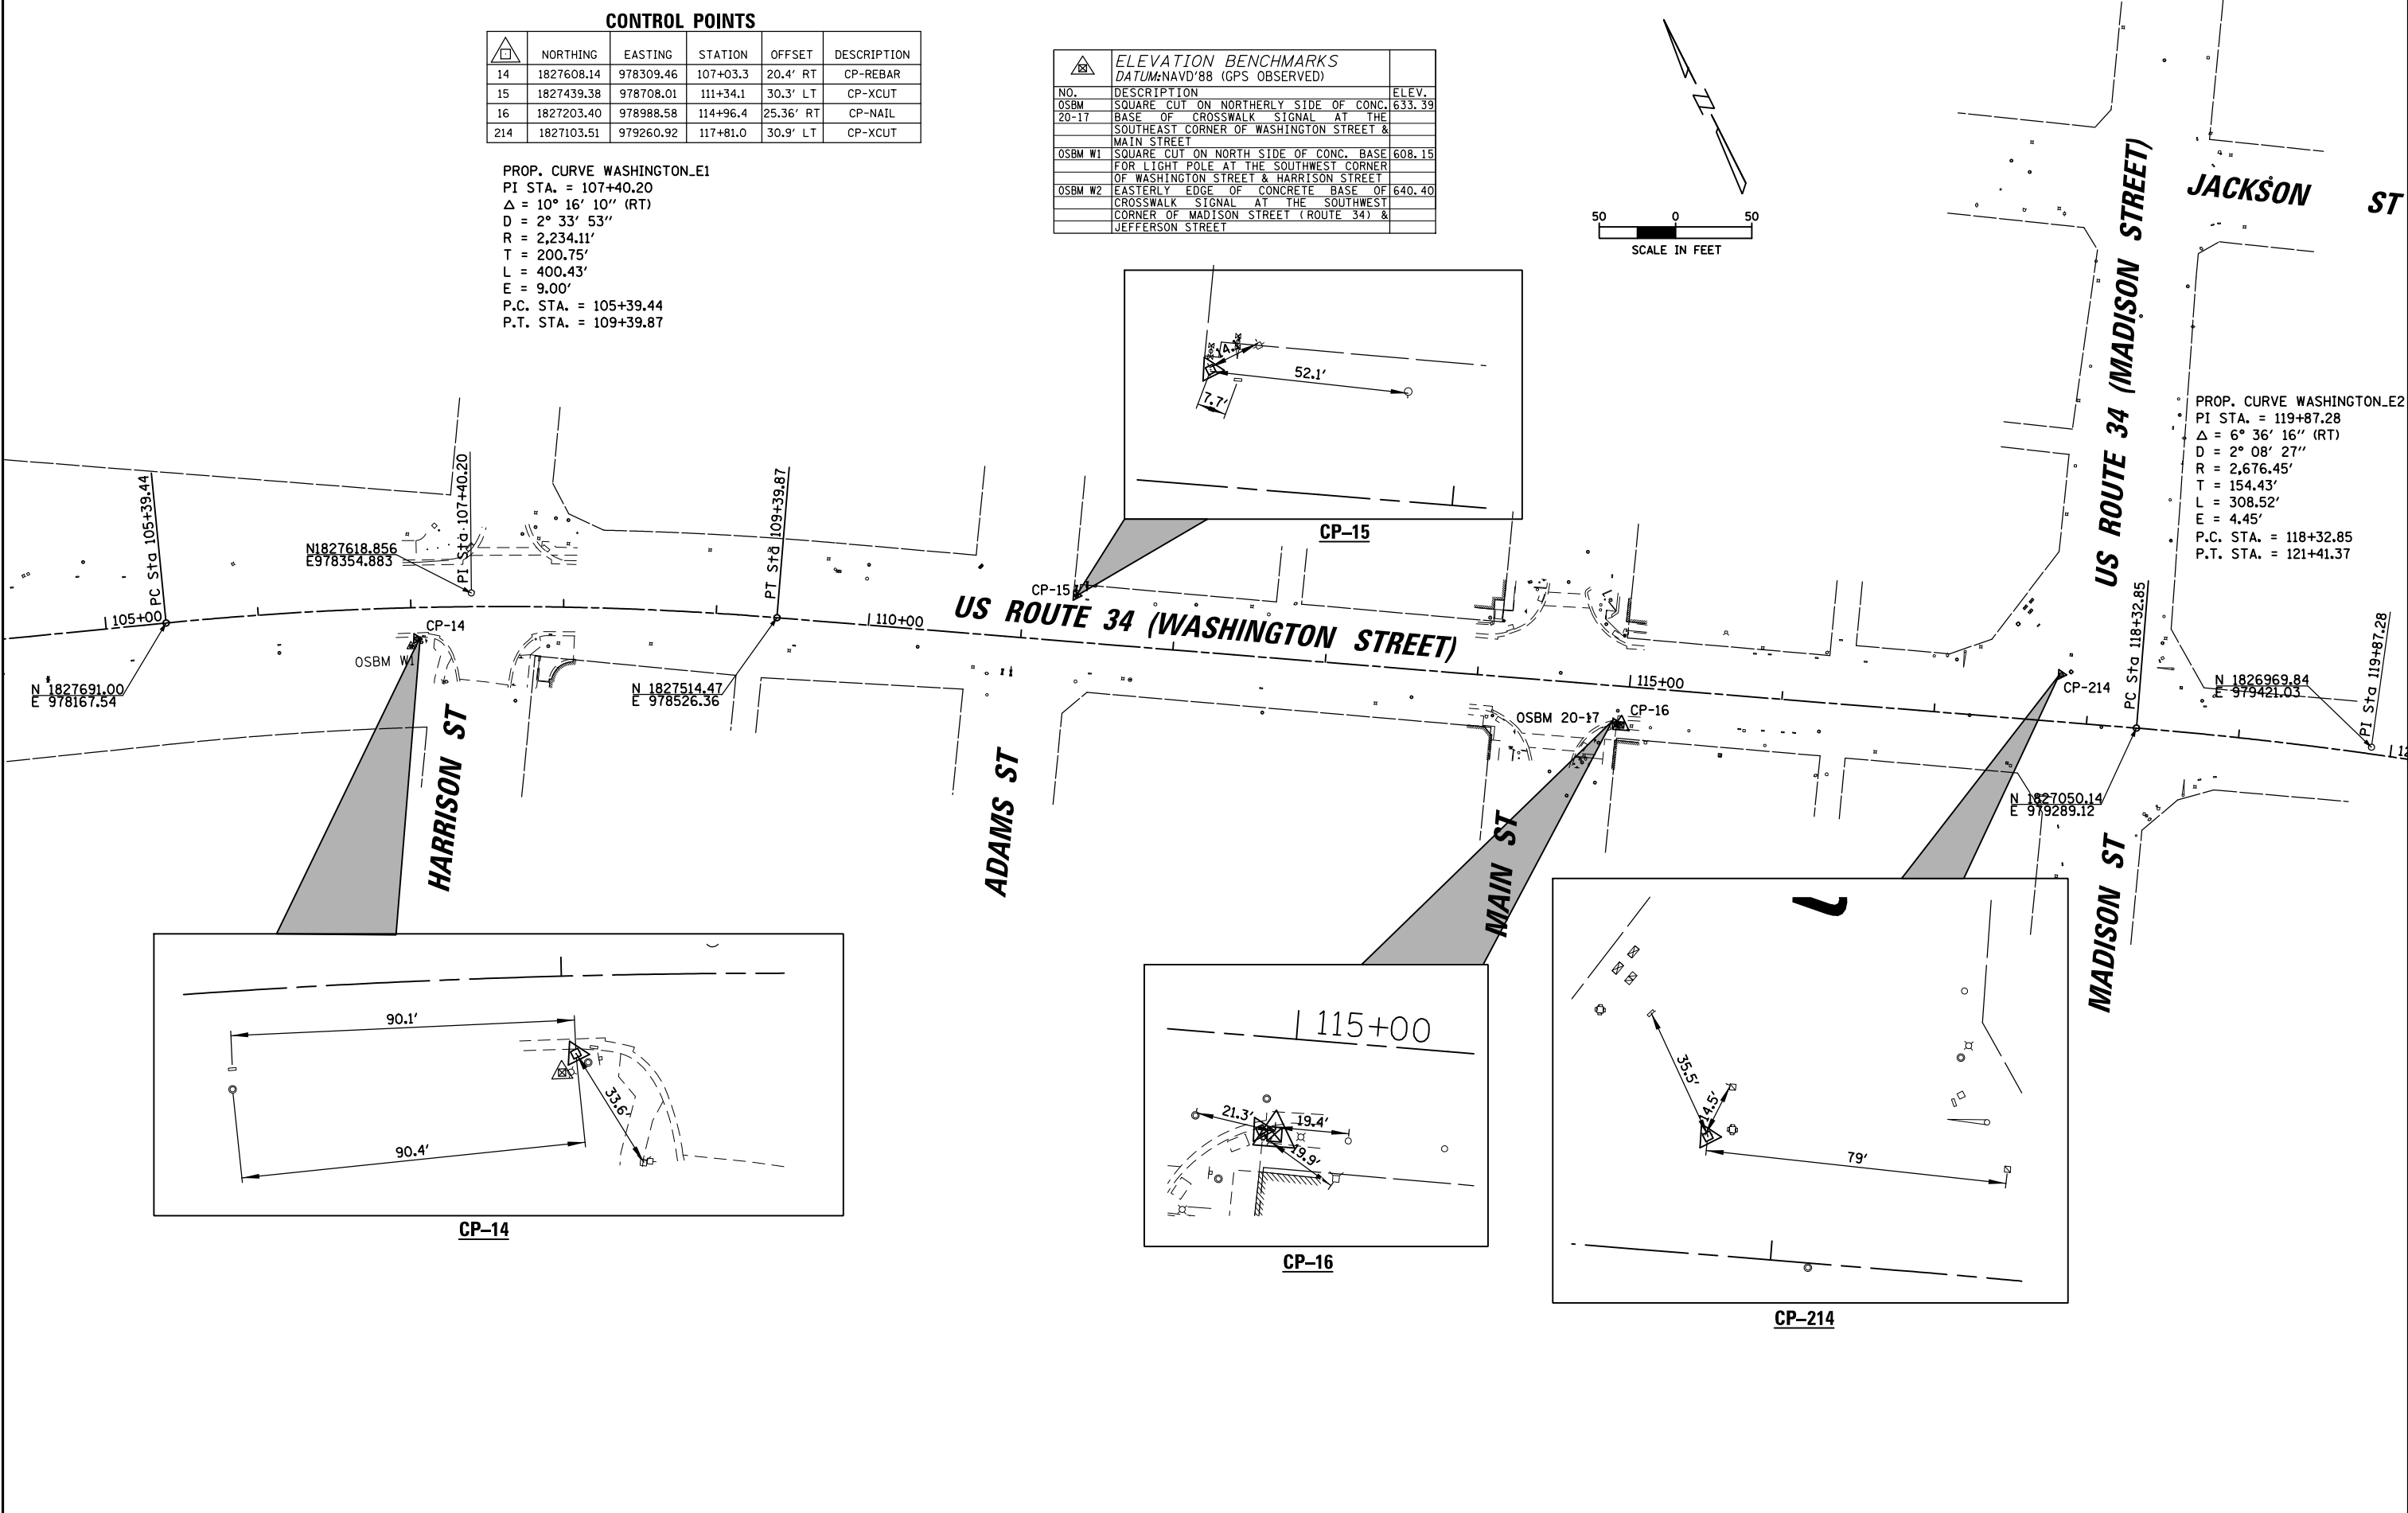 CONTROL POINTS
NORTHING EASTING STATION OFFSET DESCRIPTION
14 1827608.14 978309.46 107+03.3 20.4' RT CP-REBAR
15 1827439.38 978708.01 111+34.1 30.3' LT CP-XCUT
16 1827203.40 978988.58 114+96.4 25.36' RT CP-NAIL
214 1827103.51 979260.92 117+81.0 30.9' LT CP-XCUT
PROP. CURVE WASHINGTON_E1
PI STA. = 107+40.20
Δ = 10° 16' 10" (RT)
D = 2° 33' 53"
R = 2,234.11'
T = 200.75'
L = 400.43'
E = 9.00'
P.C. STA. = 105+39.44
P.T. STA. = 109+39.87
ELEVATION BENCHMARKS
DATUM:NAVD'88 (GPS OBSERVED)
NO. DESCRIPTION ELEV.
OSBM SQUARE CUT ON NORTHERLY SIDE OF CONC. 633.39
20-17 BASE OF CROSSWALK SIGNAL AT THE
SOUTHEAST CORNER OF WASHINGTON STREET &
MAIN STREET
OSBM W1 SQUARE CUT ON NORTH SIDE OF CONC. BASE 608.15
FOR LIGHT POLE AT THE SOUTHWEST CORNER
OF WASHINGTON STREET & HARRISON STREET
OSBM W2 EASTERLY EDGE OF CONCRETE BASE OF 640.40
CROSSWALK SIGNAL AT THE SOUTHWEST
CORNER OF MADISON STREET (ROUTE 34) &
JEFFERSON STREET
50 0 50
SCALE IN FEET
JACKSON ST
US ROUTE 34 (MADISON STREET)
PROP. CURVE WASHINGTON_E2
PI STA. = 119+87.28
Δ = 6° 36' 16" (RT)
D = 2° 08' 27"
R = 2,676.45'
T = 154.43'
L = 308.52'
E = 4.45'
P.C. STA. = 118+32.85
P.T. STA. = 121+41.37
52.1'
7.7'
CP-15
PC Sta 105+39.44
PI Sta 107+40.20
PT Sta 109+39.87
N1827618.856
E978354.883
105+00
CP-14
OSBM W1
N 1827691.00
E 978167.54
N 1827514.47
E 978526.36
110+00
CP-15
US ROUTE 34 (WASHINGTON STREET)
115+00
OSBM 20-17
CP-16
CP-214
PC Sta 118+32.85
PI Sta 119+87.28
N 1826969.84
E 979421.03
N 1827050.14
E 979289.12
HARRISON ST
ADAMS ST
MAIN ST
MADISON ST
90.1'
33.6'
90.4'
CP-14
115+00
21.3'
19.4'
19.9'
CP-16
35.5'
14.5'
79'
CP-214